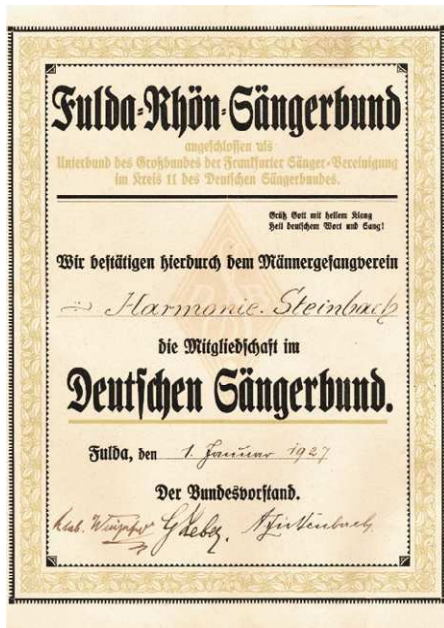 Fulda-Rhön-Sängerbund
angeschlossen als
Unterbund des Großbundes der Frankfurter Sänger-Vereinigung
im Kreis 11 des Deutschen Sängerbundes.
Grüß Gott mit hellem Klang
Heil deutschem Wort und Sang!
Wir bestätigen hierdurch dem Männergesangverein
Harmonie. Steinbach
die Mitgliedschaft im
Deutschen Sängerbund.
Fulda, den 1. Januar 1927
Der Bundesvorstand.